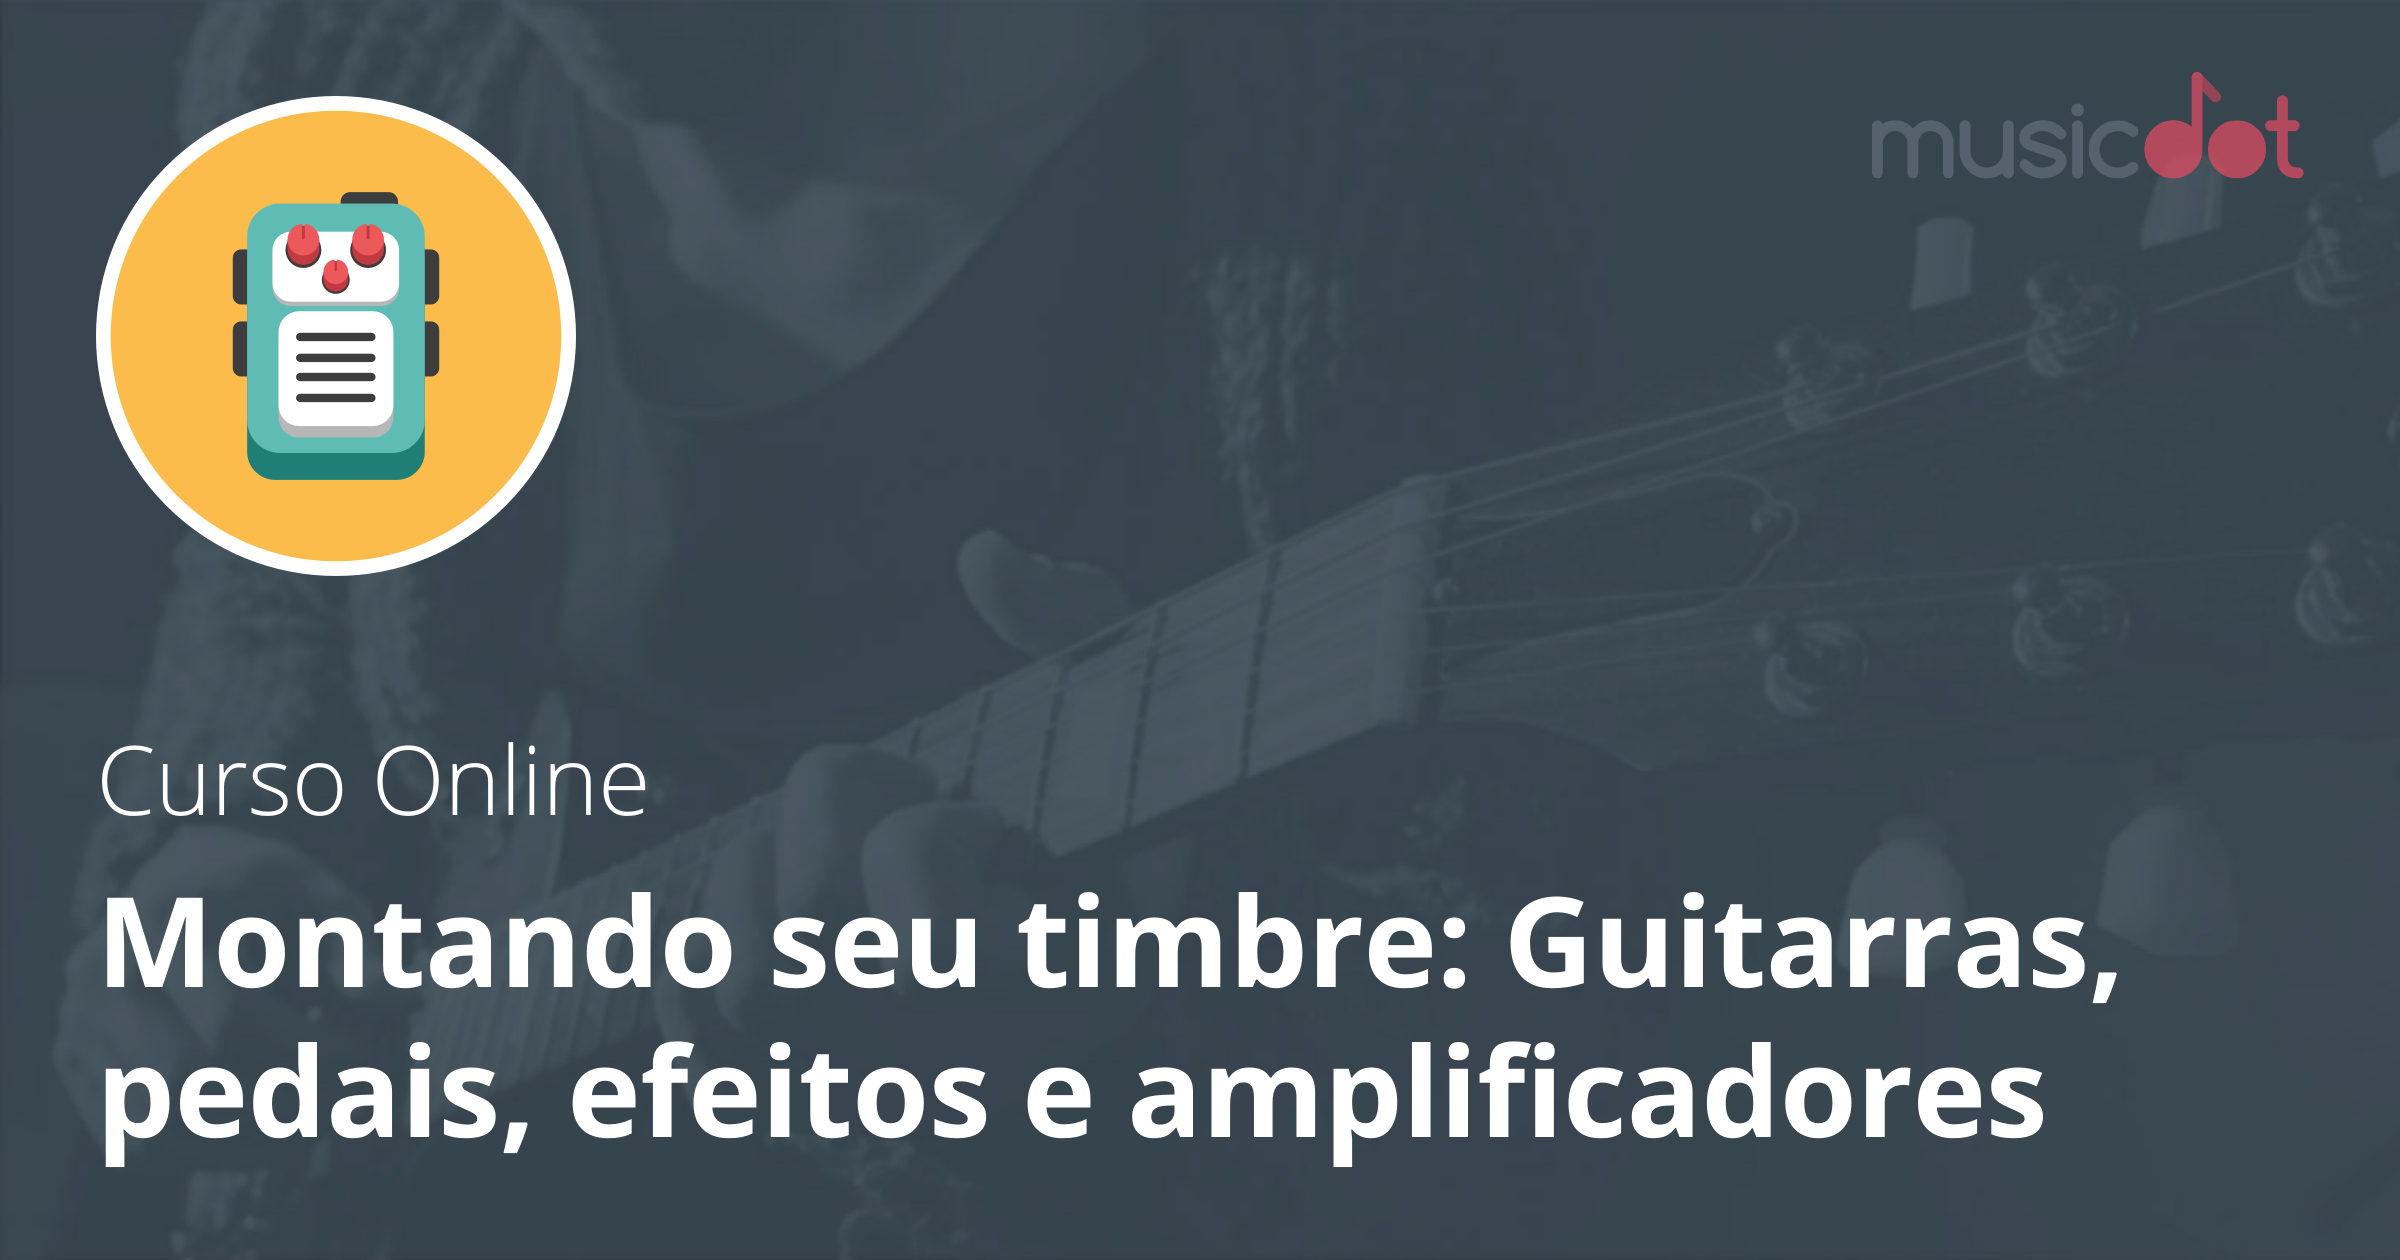 musicdot
Curso Online
Montando seu timbre: Guitarras,
pedais, efeitos e amplificadores